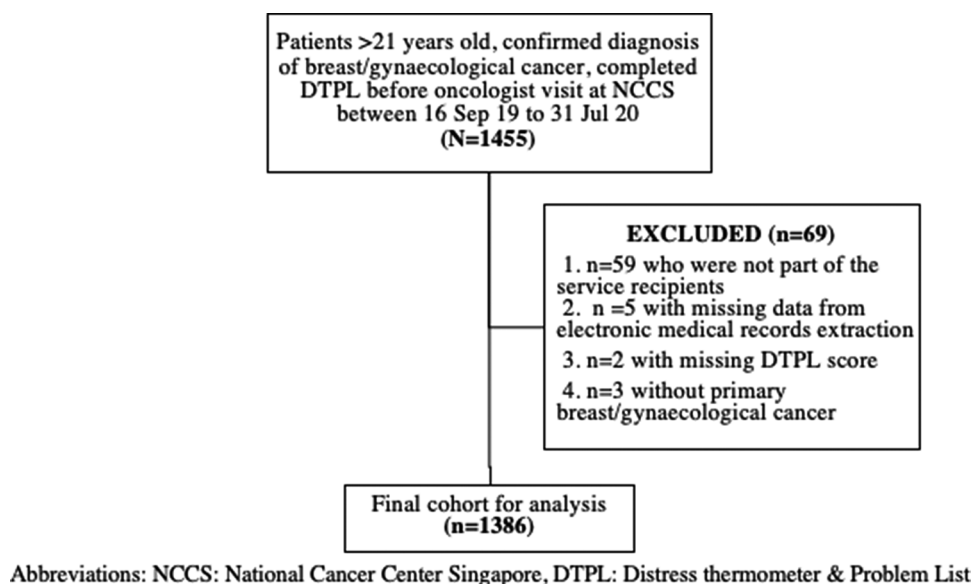 Patients >21 years old, confirmed diagnosis
of breast/gynaecological cancer, completed
DTPL before oncologist visit at NCCS
between 16 Sep 19 to 31 Jul 20
(N=1455)
EXCLUDED (n=69)
1. n=59 who were not part of the
service recipients
2. n =5 with missing data from
electronic medical records extraction
3. n=2 with missing DTPL score
4. n=3 without primary
breast/gynaecological cancer
Final cohort for analysis
(n=1386)
Abbreviations: NCCS: National Cancer Center Singapore, DTPL: Distress thermometer & Problem List